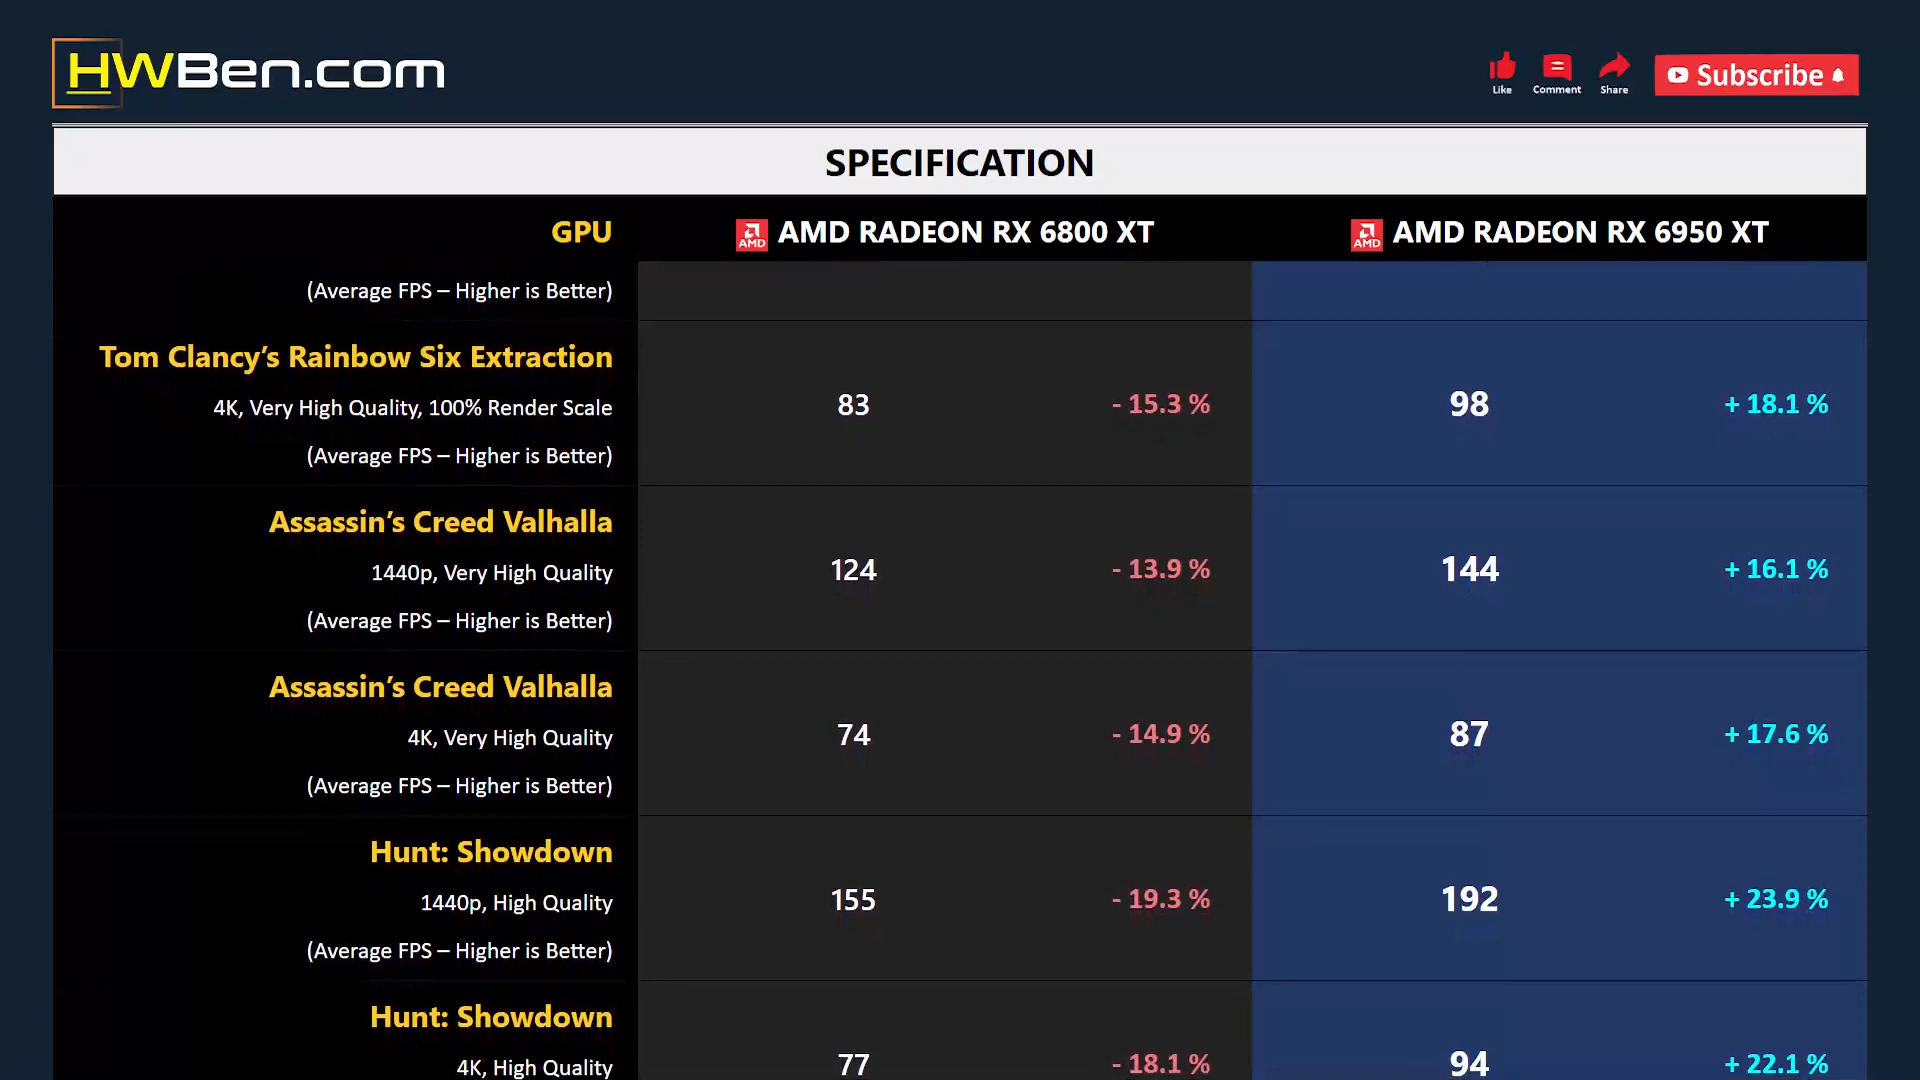 HWBen.com
Like Comment Share Subscribe
SPECIFICATION
GPU AMD AMD RADEON RX 6800 XT AMD AMD RADEON RX 6950 XT
(Average FPS – Higher is Better)
Tom Clancy’s Rainbow Six Extraction
4K, Very High Quality, 100% Render Scale
83 - 15.3 % 98 + 18.1 %
(Average FPS – Higher is Better)
Assassin’s Creed Valhalla
1440p, Very High Quality
124 - 13.9 % 144 + 16.1 %
(Average FPS – Higher is Better)
Assassin’s Creed Valhalla
4K, Very High Quality
74 - 14.9 % 87 + 17.6 %
(Average FPS – Higher is Better)
Hunt: Showdown
1440p, High Quality
155 - 19.3 % 192 + 23.9 %
(Average FPS – Higher is Better)
Hunt: Showdown
4K, High Quality
77 - 18.1 % 94 + 22.1 %